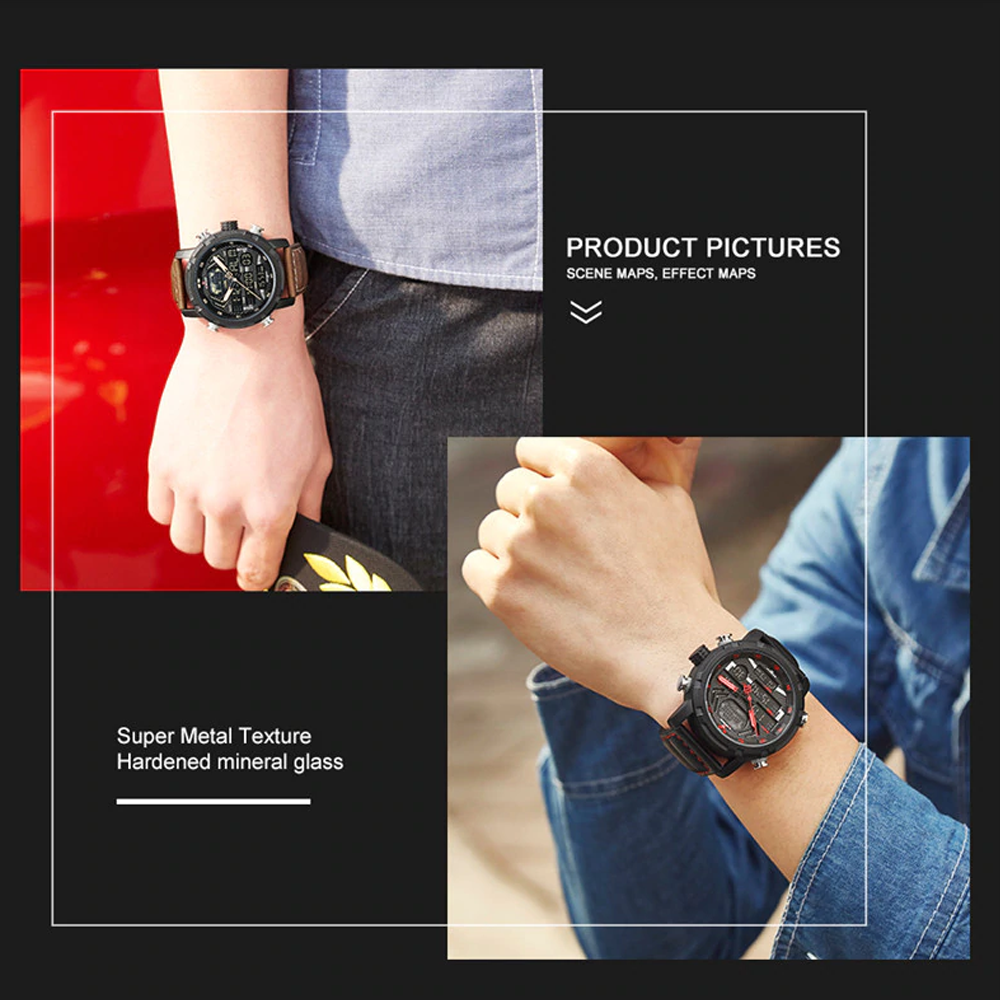 PRODUCT PICTURES
SCENE MAPS, EFFECT MAPS
Super Metal Texture
Hardened mineral glass